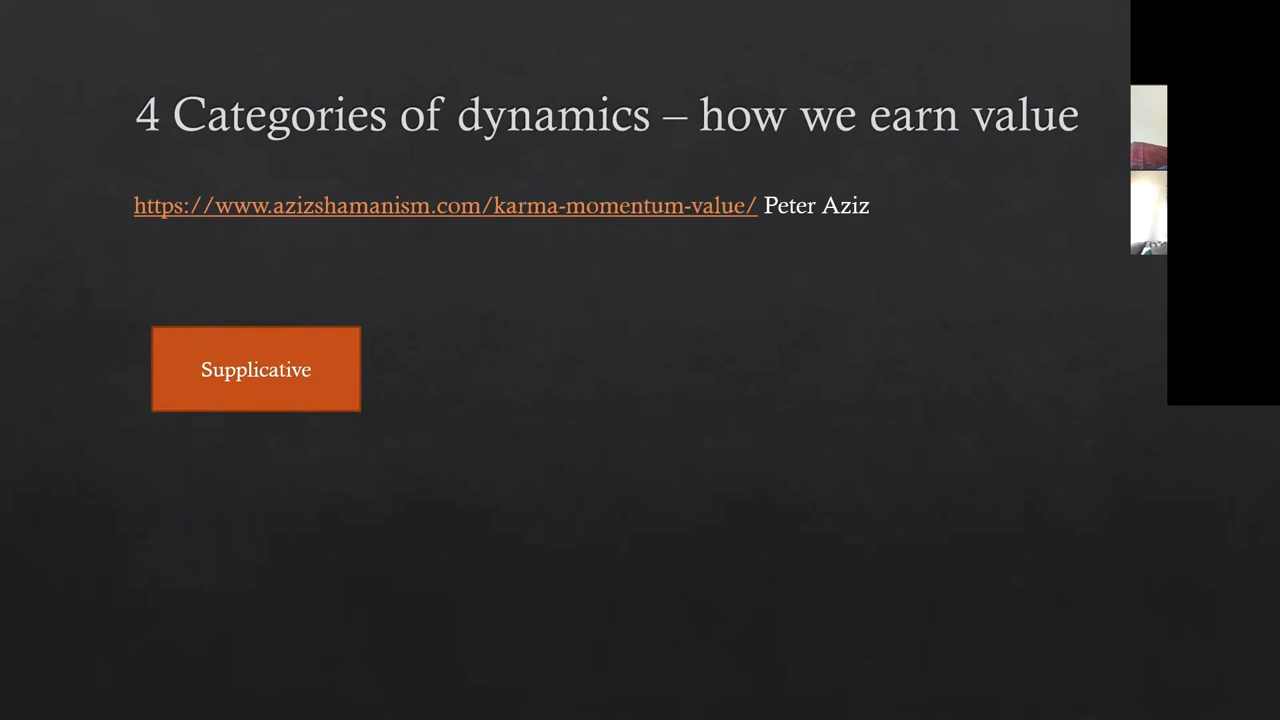 4 Categories of dynamics – how we earn value
https://www.azizshamanism.com/karma-momentum-value/ Peter Aziz
Supplicative